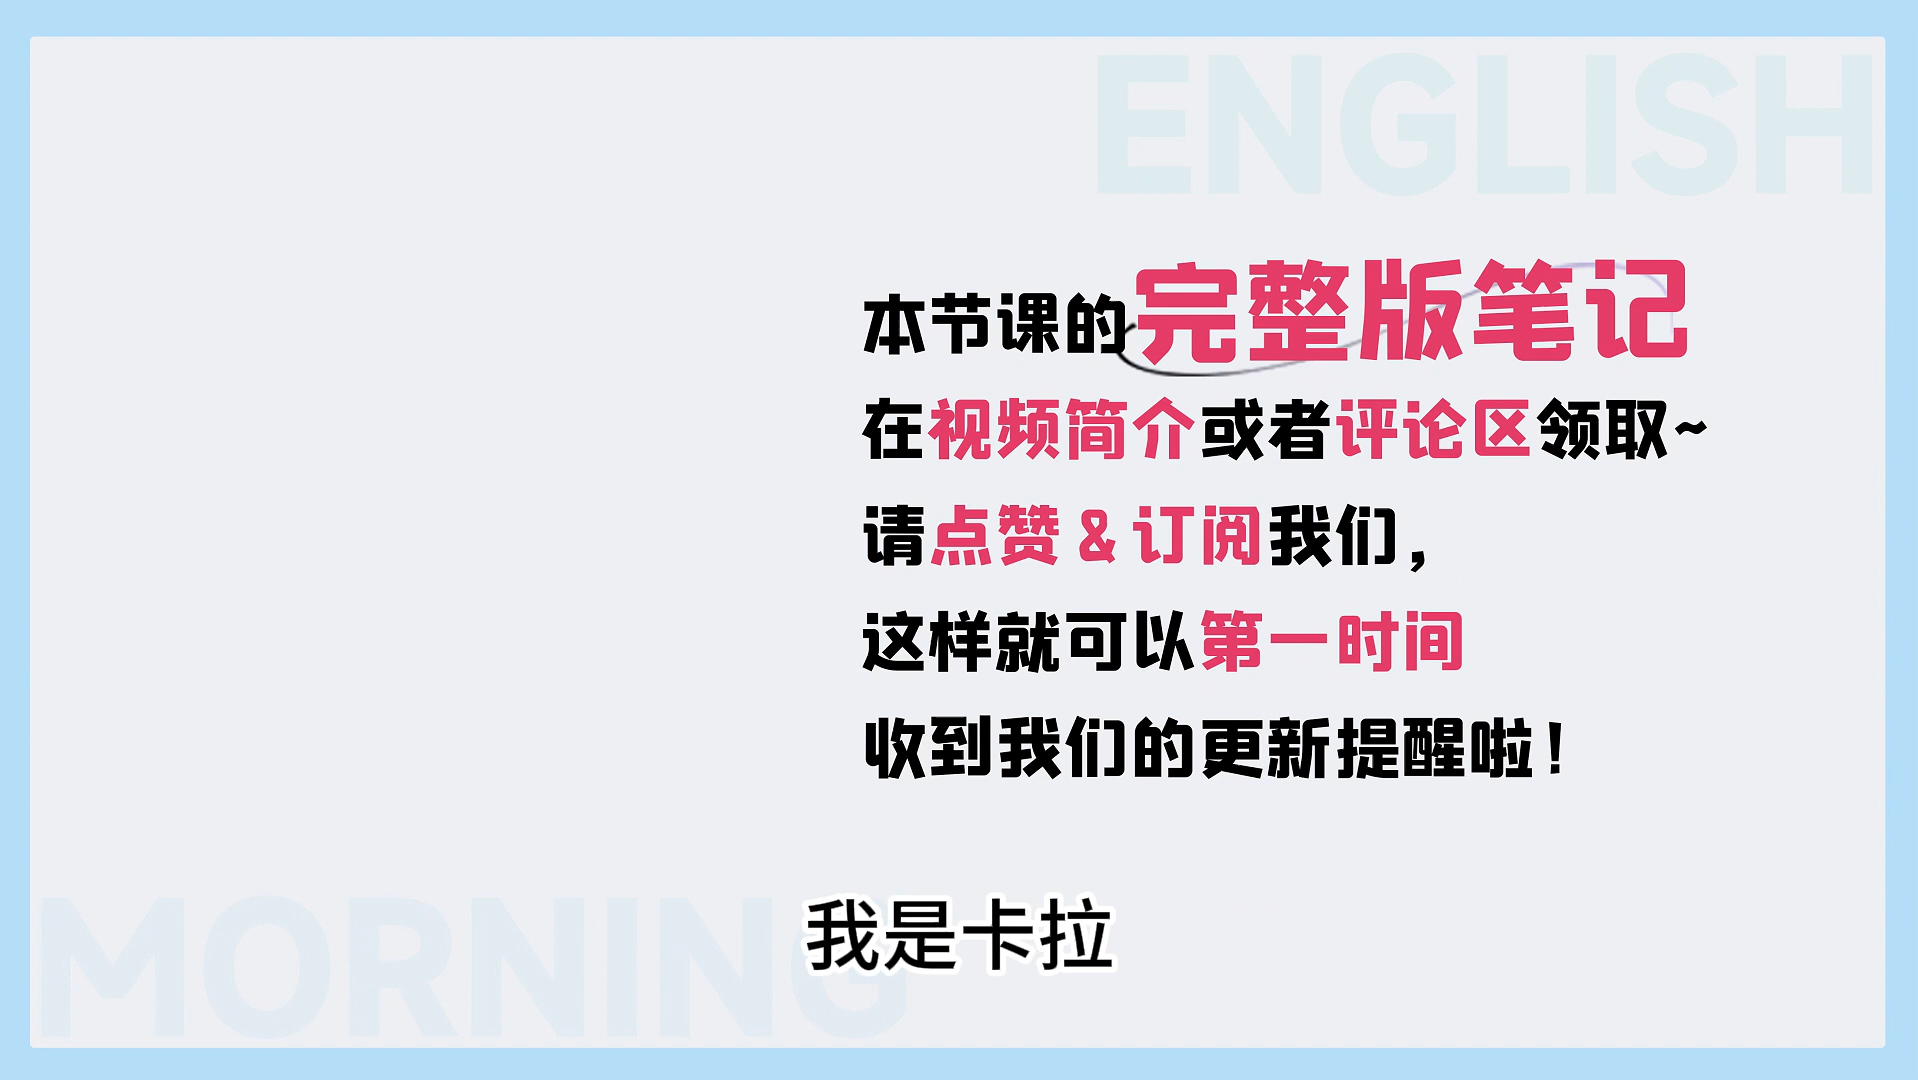 ENGLISH
本节课的完整版笔记
在视频简介或者评论区领取~
请点赞&订阅我们，
这样就可以第一时间
收到我们的更新提醒啦！
我是卡拉
MORNING